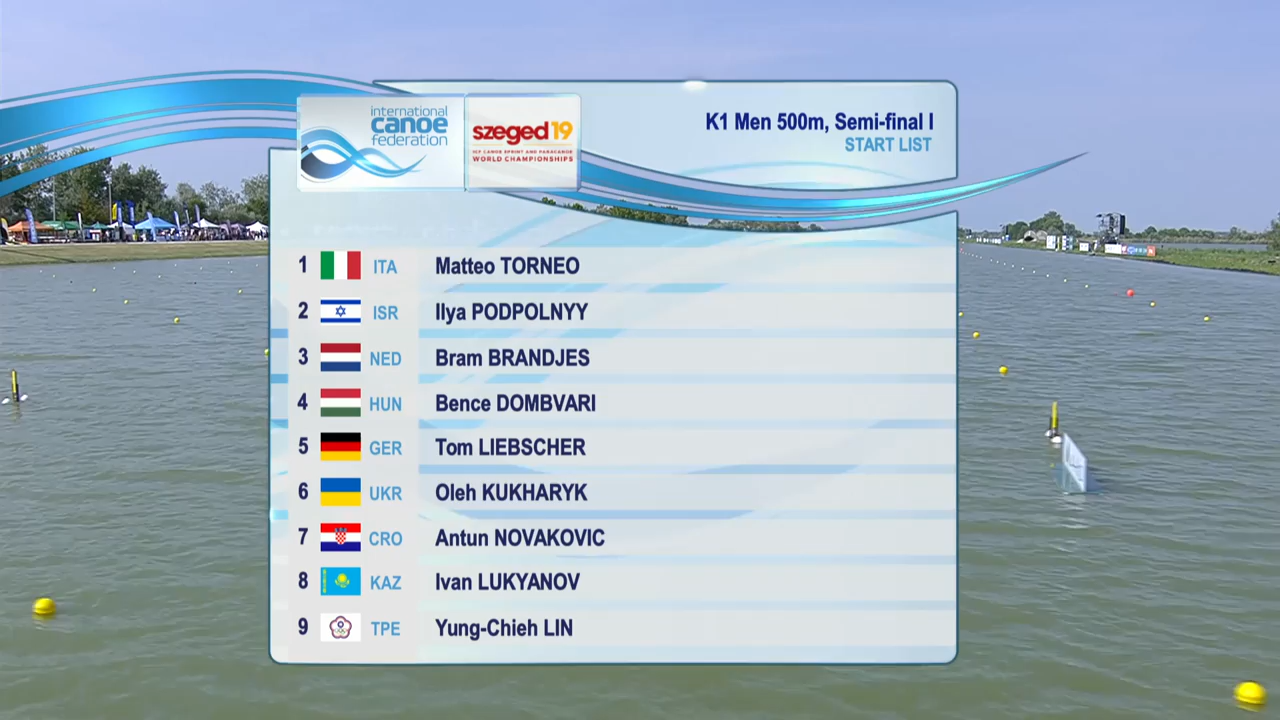 international
canoe
federation
szeged19
ICF CANOE SPRINT AND PARACANOE
WORLD CHAMPIONSHIPS
K1 Men 500m, Semi-final I
START LIST
1 ITA Matteo TORNEO
2 ISR Ilya PODPOLNYY
3 NED Bram BRANDJES
4 HUN Bence DOMBVARI
5 GER Tom LIEBSCHER
6 UKR Oleh KUKHARYK
7 CRO Antun NOVAKOVIC
8 KAZ Ivan LUKYANOV
9 TPE Yung-Chieh LIN